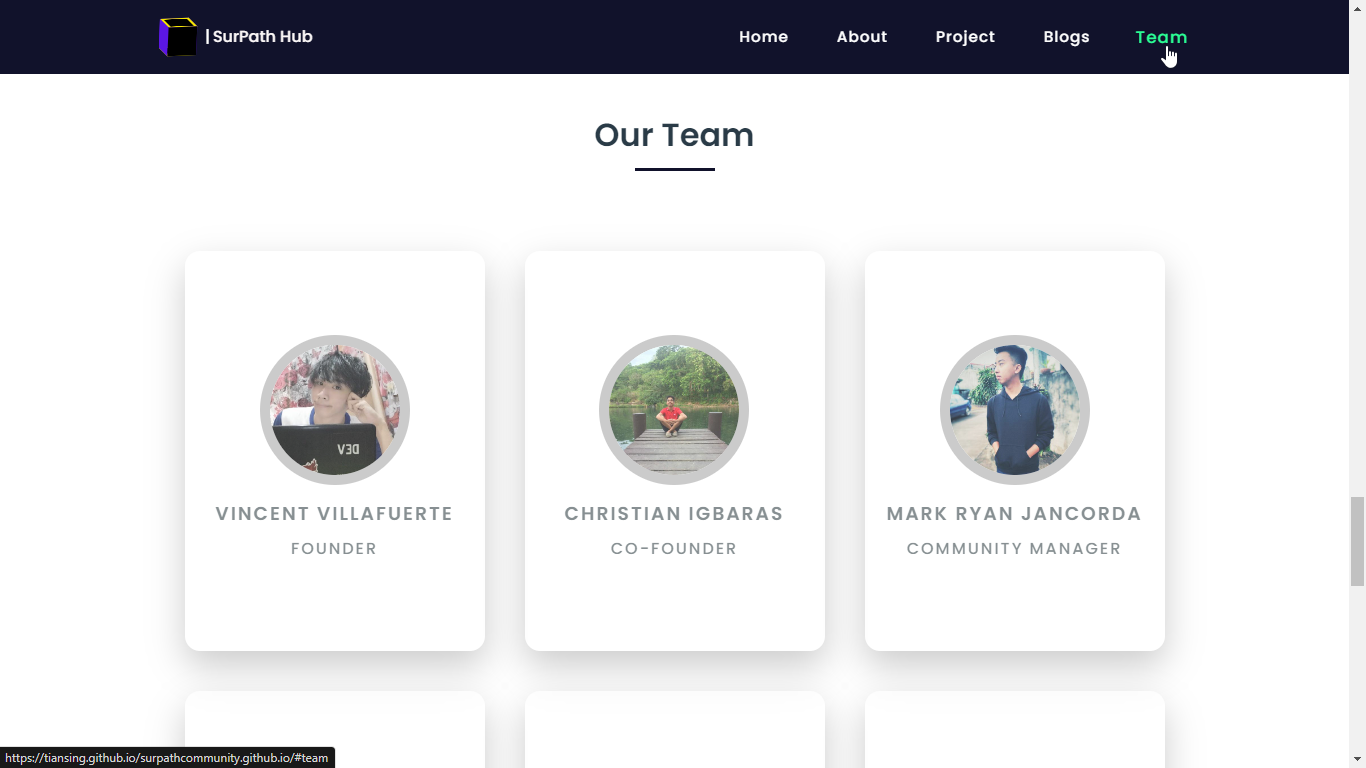 | SurPath Hub
Home About Project Blogs Team
Our Team
DEV
VINCENT VILLAFUERTE
FOUNDER
CHRISTIAN IGBARAS
CO-FOUNDER
MARK RYAN JANCORDA
COMMUNITY MANAGER
https://tiansing.github.io/surpathcommunity.github.io/#team